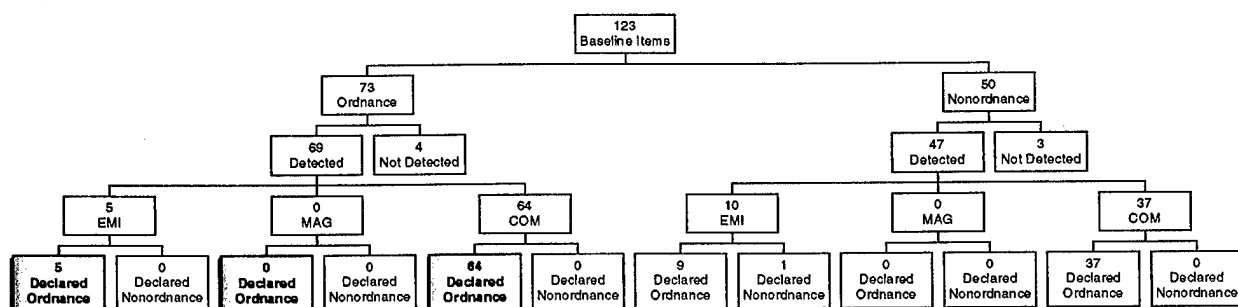 123
Baseline Items
73
Ordnance
50
Nonordnance
69
Detected
4
Not Detected
47
Detected
3
Not Detected
5
EMI
0
MAG
64
COM
10
EMI
0
MAG
37
COM
5
Declared
Ordnance
0
Declared
Nonordnance
0
Declared
Ordnance
0
Declared
Nonordnance
64
Declared
Ordnance
0
Declared
Nonordnance
9
Declared
Ordnance
1
Declared
Nonordnance
0
Declared
Ordnance
0
Declared
Nonordnance
37
Declared
Ordnance
0
Declared
Nonordnance